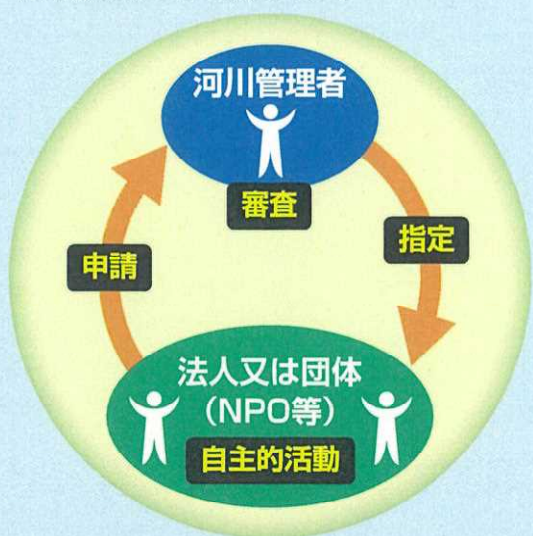 河川管理者
審査
申請
指定
法人又は団体
（NPO等）
自主的活動